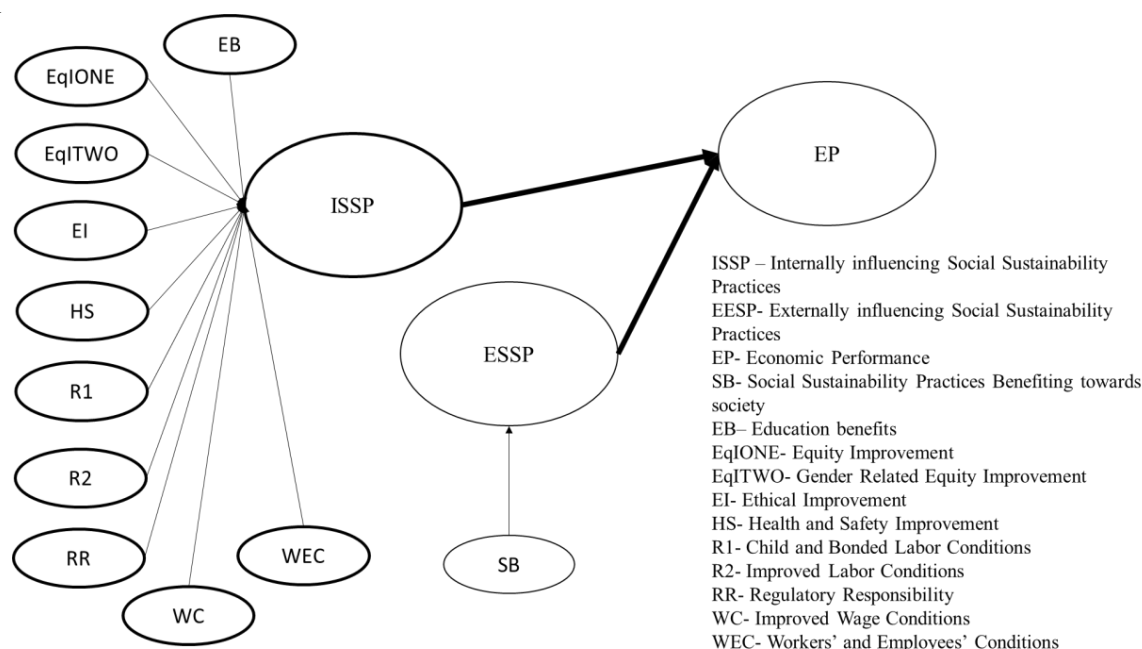 EB
EqIONE
EqITWO
EI
HS
R1
R2
RR
WC
WEC
ISSP
ESSP
SB
EP
ISSP – Internally influencing Social Sustainability
Practices
EESP- Externally influencing Social Sustainability
Practices
EP- Economic Performance
SB- Social Sustainability Practices Benefiting towards
society
EB– Education benefits
EqIONE- Equity Improvement
EqITWO- Gender Related Equity Improvement
EI- Ethical Improvement
HS- Health and Safety Improvement
R1- Child and Bonded Labor Conditions
R2- Improved Labor Conditions
RR- Regulatory Responsibility
WC- Improved Wage Conditions
WEC- Workers’ and Employees’ Conditions